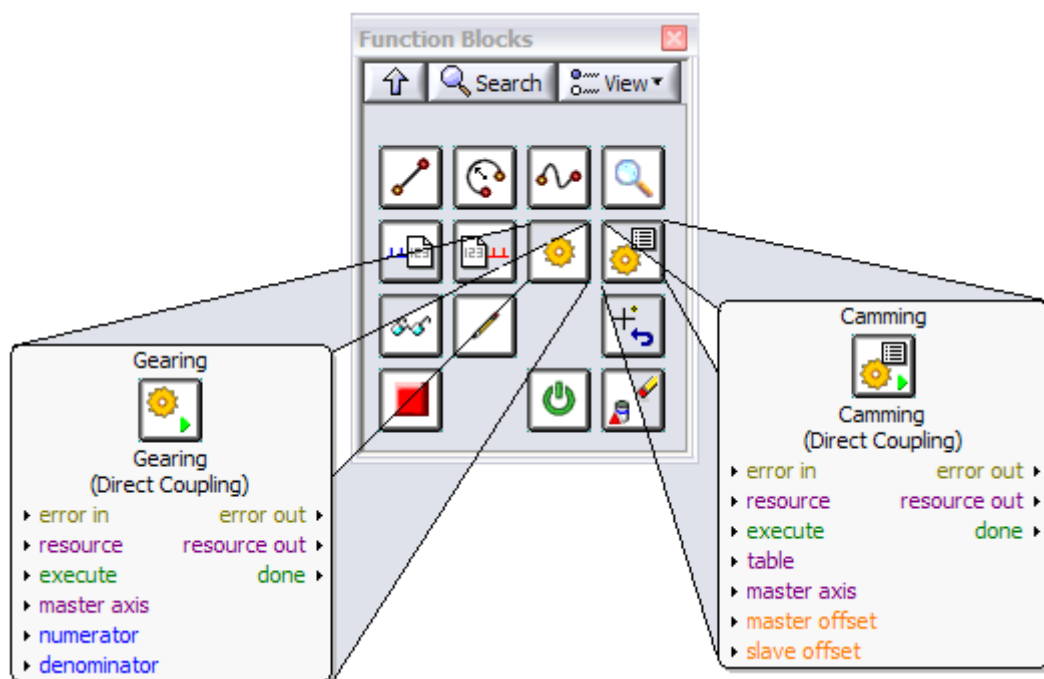 Function Blocks
Search
View
123
123
Gearing
Gearing
(Direct Coupling)
error in error out
resource resource out
execute done
master axis
numerator
denominator
Camming
Camming
(Direct Coupling)
error in error out
resource resource out
execute done
table
master axis
master offset
slave offset